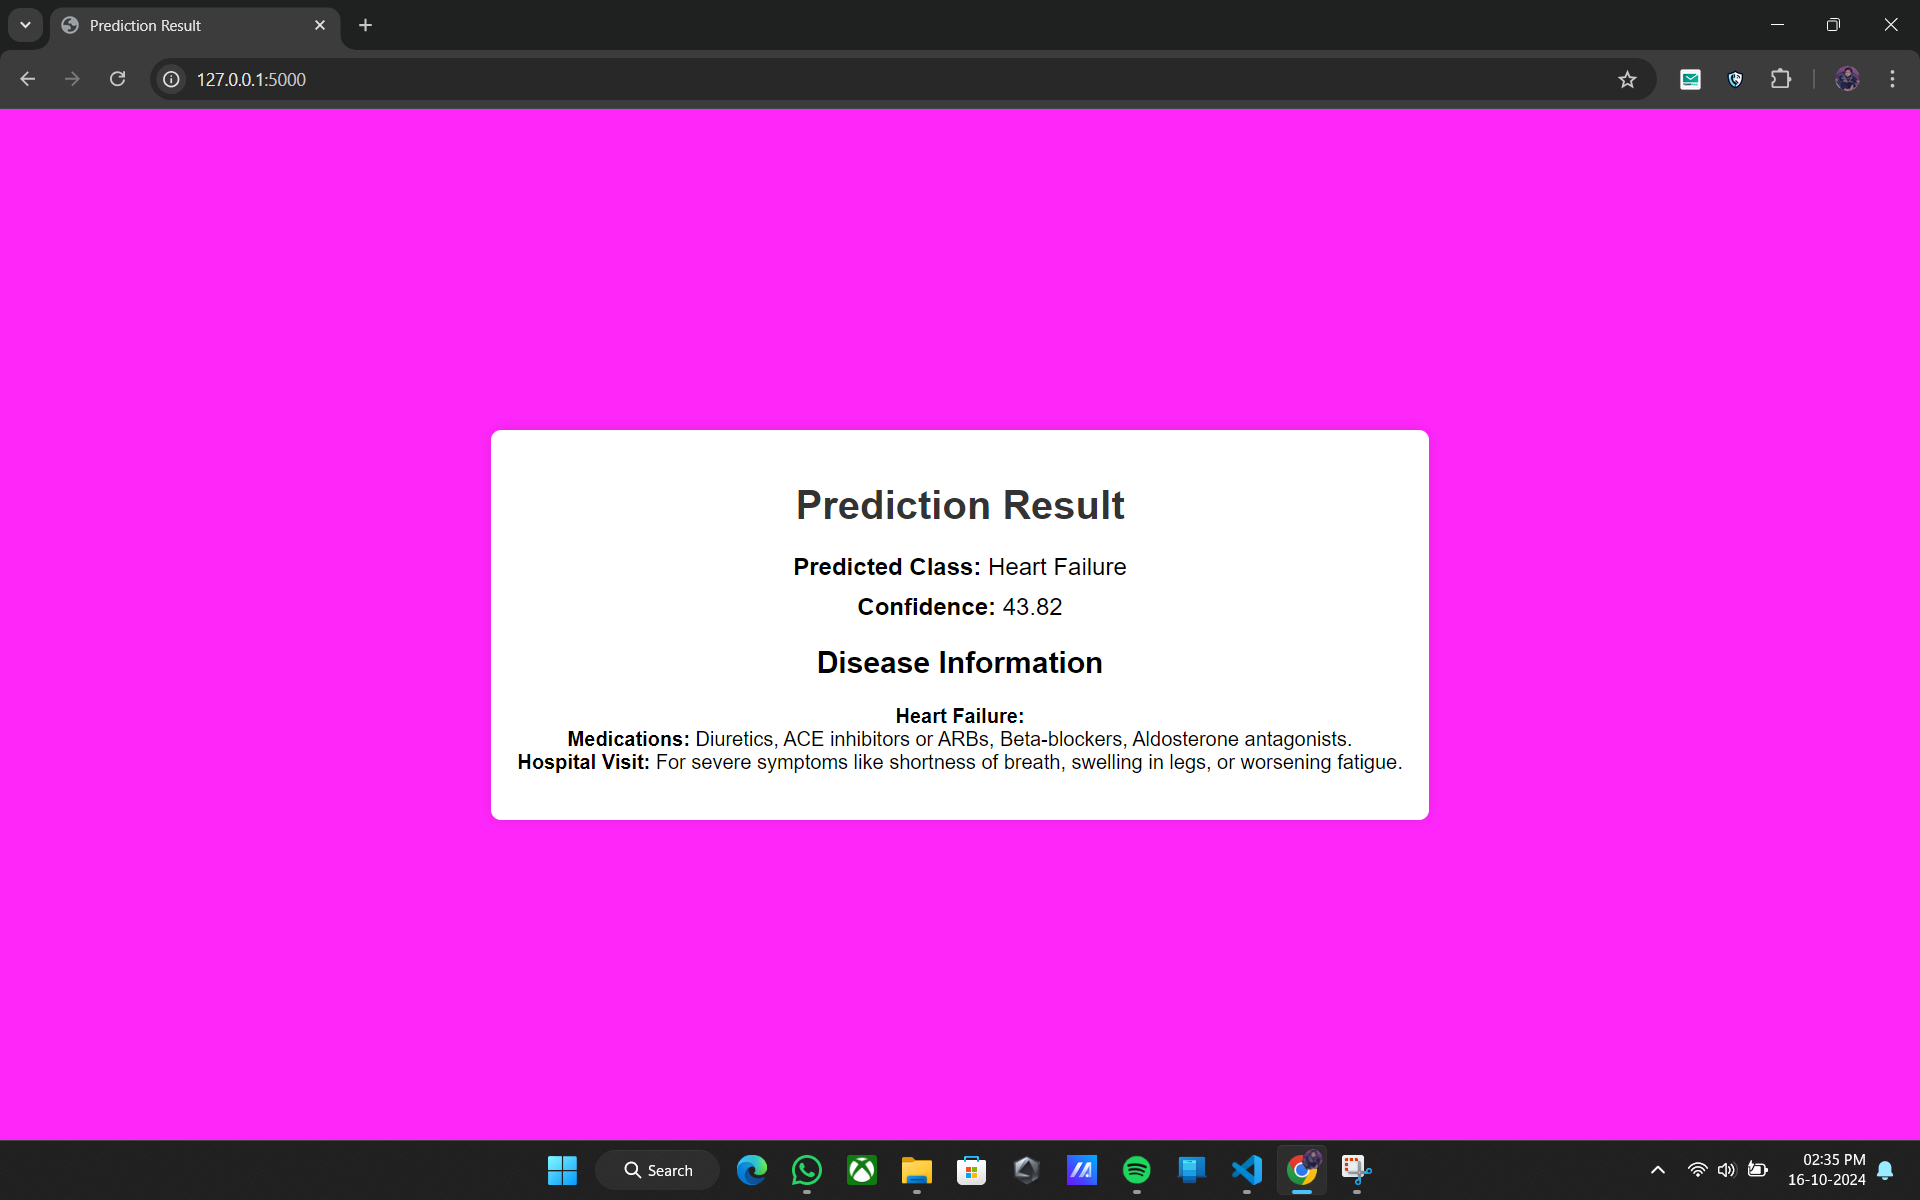 Prediction Result
127.0.0.1:5000
Prediction Result
Predicted Class: Heart Failure
Confidence: 43.82
Disease Information
Heart Failure:
Medications: Diuretics, ACE inhibitors or ARBs, Beta-blockers, Aldosterone antagonists.
Hospital Visit: For severe symptoms like shortness of breath, swelling in legs, or worsening fatigue.
Search
02:35 PM
16-10-2024